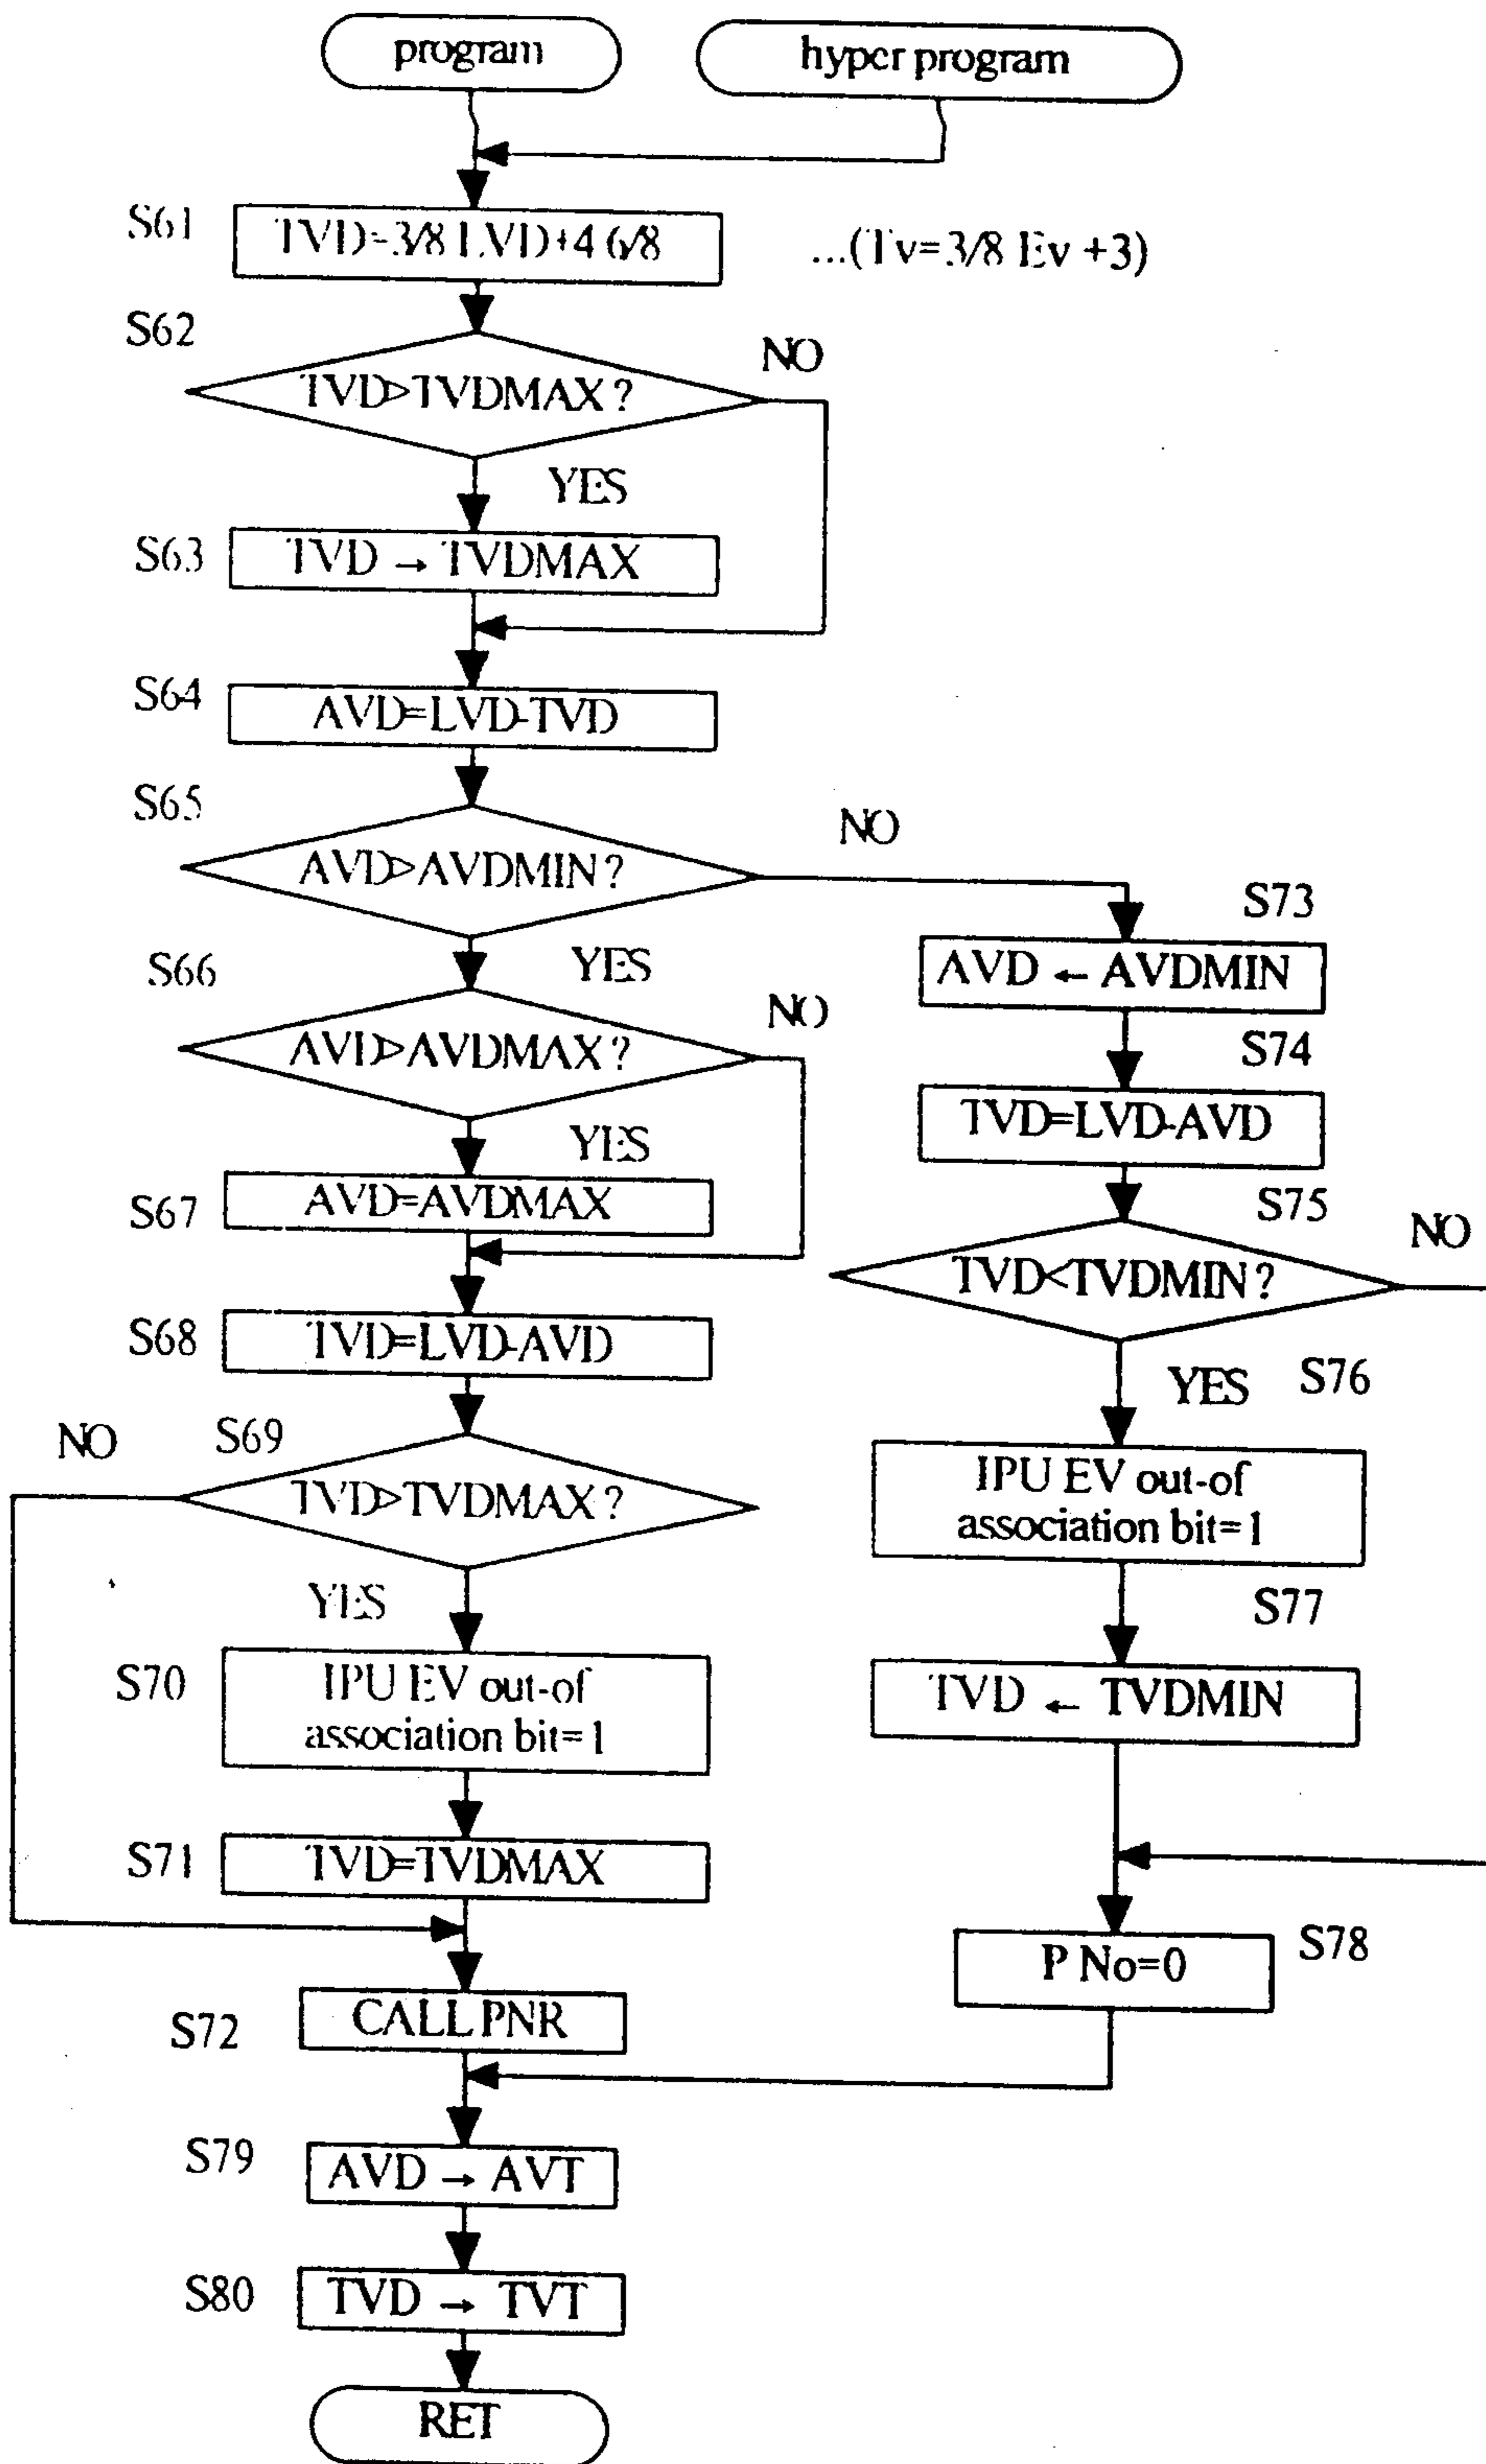 program
hyper program
S61
TVD=3/8 LVD+4 6/8
...(Tv=3/8 Ev +3)
S62
TVD>TVDMAX?
NO
YES
S63
TVD → TVDMAX
S64
AVD=LVD-TVD
S65
AVD>AVDMIN?
NO
YES
S66
AVD>AVDMAX?
NO
YES
S67
AVD=AVDMAX
S68
TVD=LVD-AVD
S69
NO
TVD>TVDMAX?
YES
S70
IPU EV out-of
association bit=1
S71
TVD=TVDMAX
S72
CALL PNR
S73
AVD ← AVDMIN
S74
TVD=LVD-AVD
S75
TVD<TVDMIN?
NO
YES
S76
IPU EV out-of
association bit=1
S77
TVD ← TVDMIN
S78
P No=0
S79
AVD → AVT
S80
TVD → TVT
RET